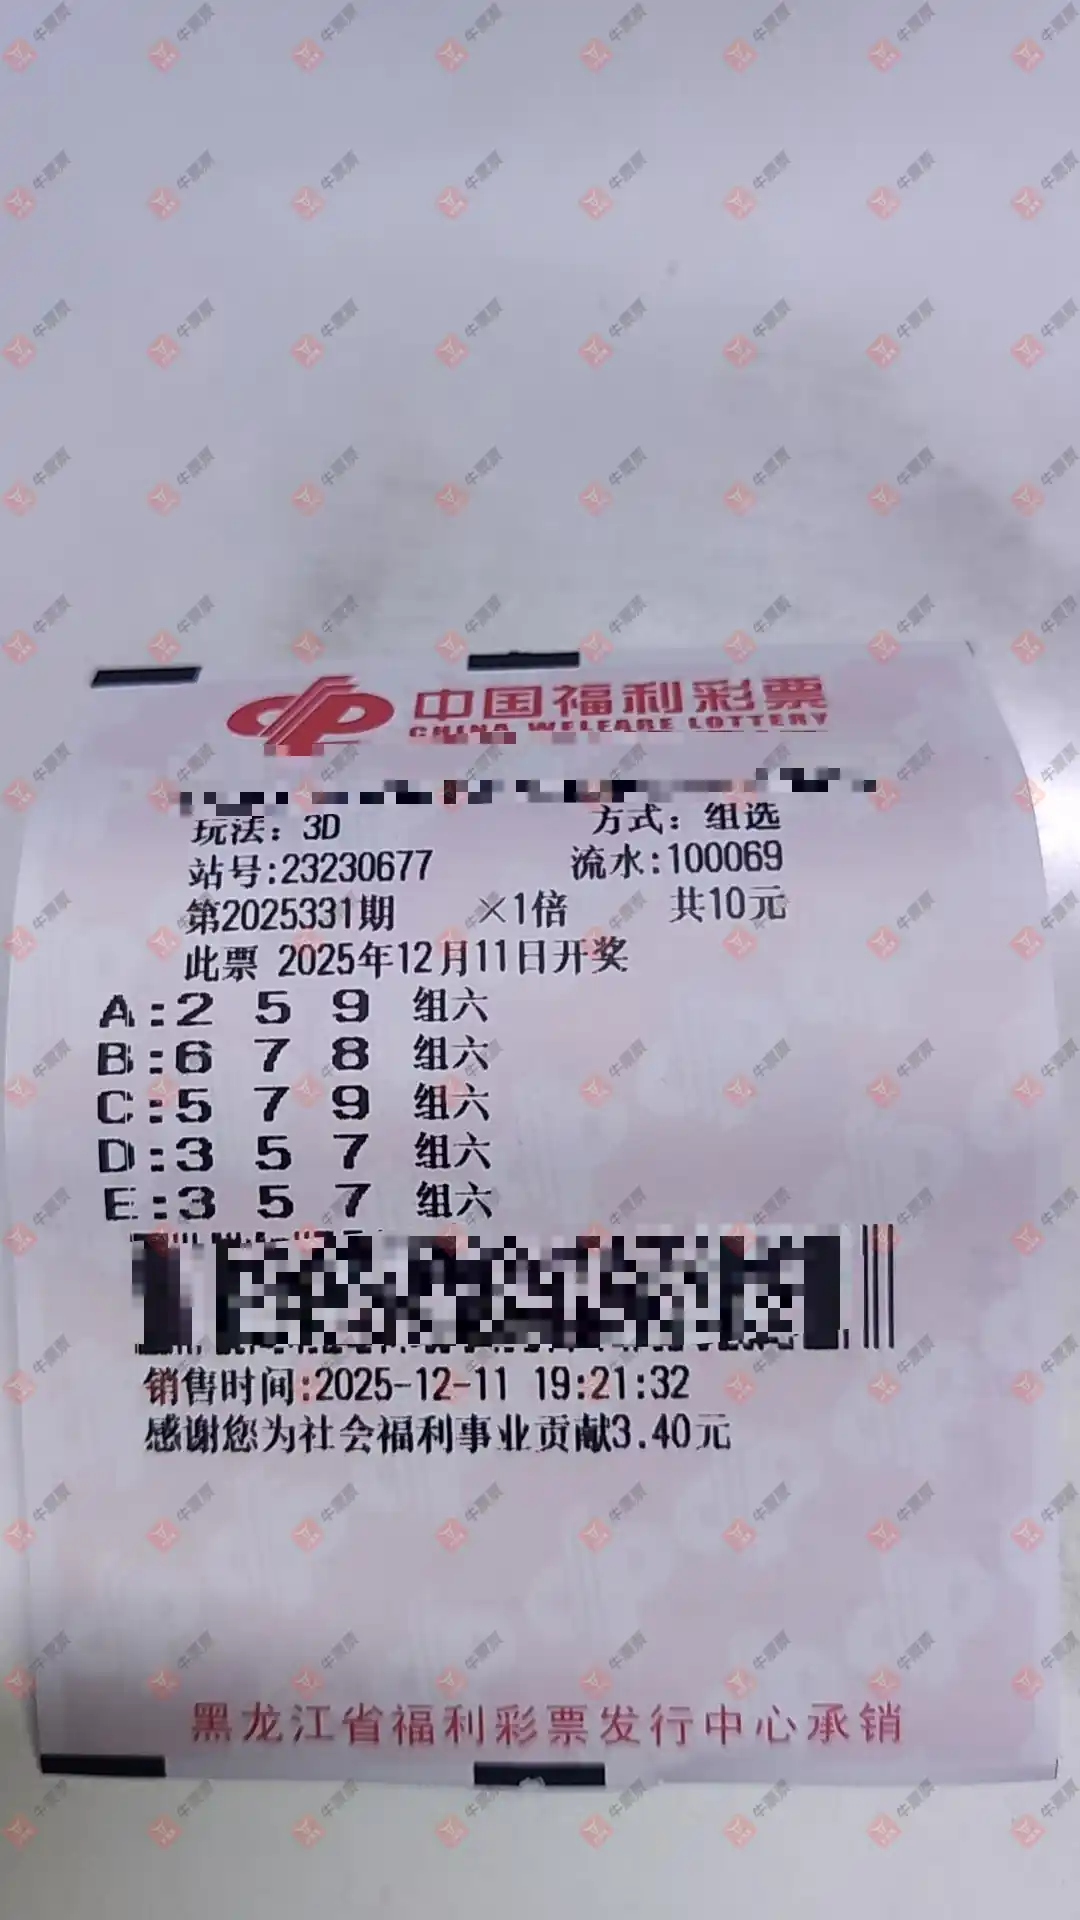 中国福利彩票
CHINA WELFARE LOTTERY
玩法：3D 方式：组选
站号:23230677 流水:100069
第2025331期 ×1倍 共10元
此票 2025年12月11日开奖
A:2 5 9 组六
B:6 7 8 组六
C:5 7 9 组六
D:3 5 7 组六
E:3 5 7 组六
销售时间:2025-12-11 19:21:32
感谢您为社会福利事业贡献3.40元
黑龙江省福利彩票发行中心承销
牛票票